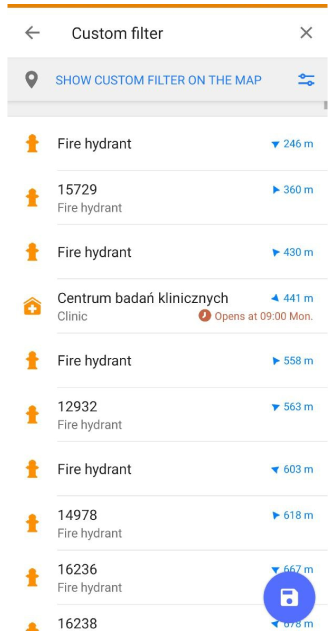 Custom filter
SHOW CUSTOM FILTER ON THE MAP
Fire hydrant 246 m
15729 360 m
Fire hydrant
Fire hydrant 430 m
Centrum badań klinicznych 441 m
Clinic Opens at 09:00 Mon.
Fire hydrant 558 m
12932 563 m
Fire hydrant
Fire hydrant 603 m
14978 618 m
Fire hydrant
16236 667 m
Fire hydrant
16238 678 m